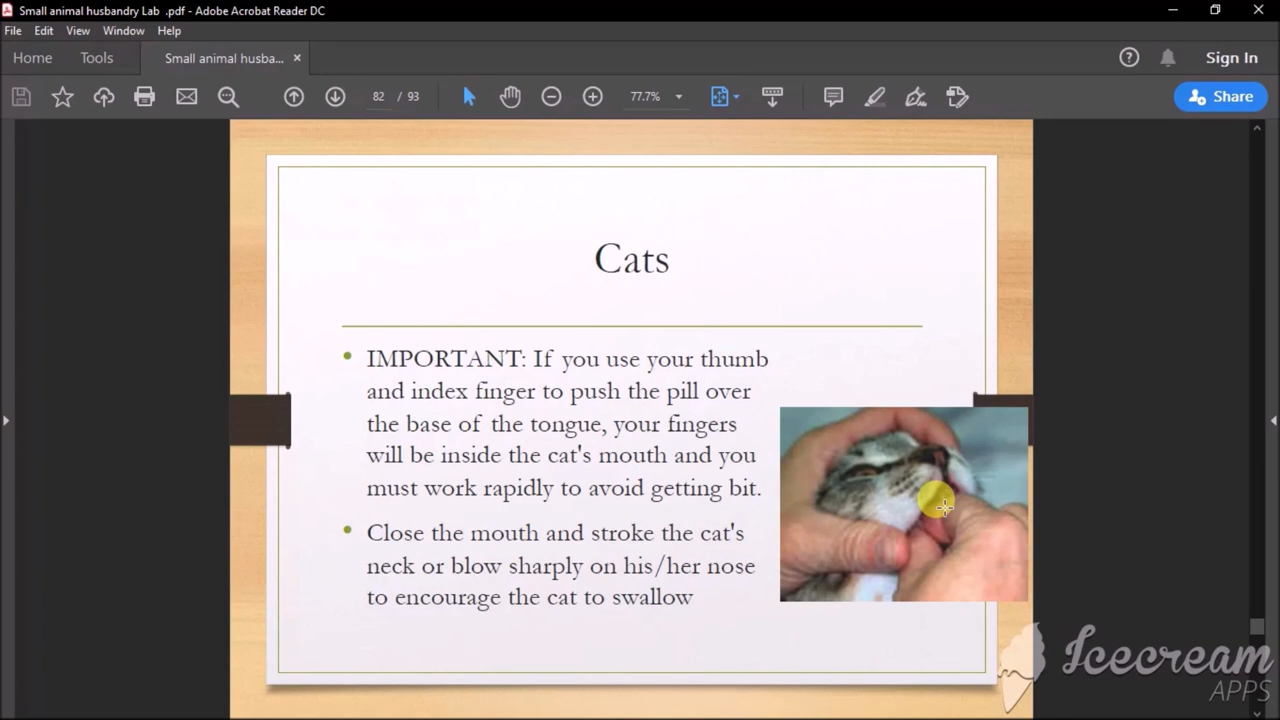 Small animal husbandry Lab .pdf - Adobe Acrobat Reader DC
File Edit View Window Help
Home Tools Small animal husba... Sign In
82 / 93 77.7% Share
Cats
IMPORTANT: If you use your thumb
and index finger to push the pill over
the base of the tongue, your fingers
will be inside the cat's mouth and you
must work rapidly to avoid getting bit.
Close the mouth and stroke the cat's
neck or blow sharply on his/her nose
to encourage the cat to swallow
Icecream
APPS